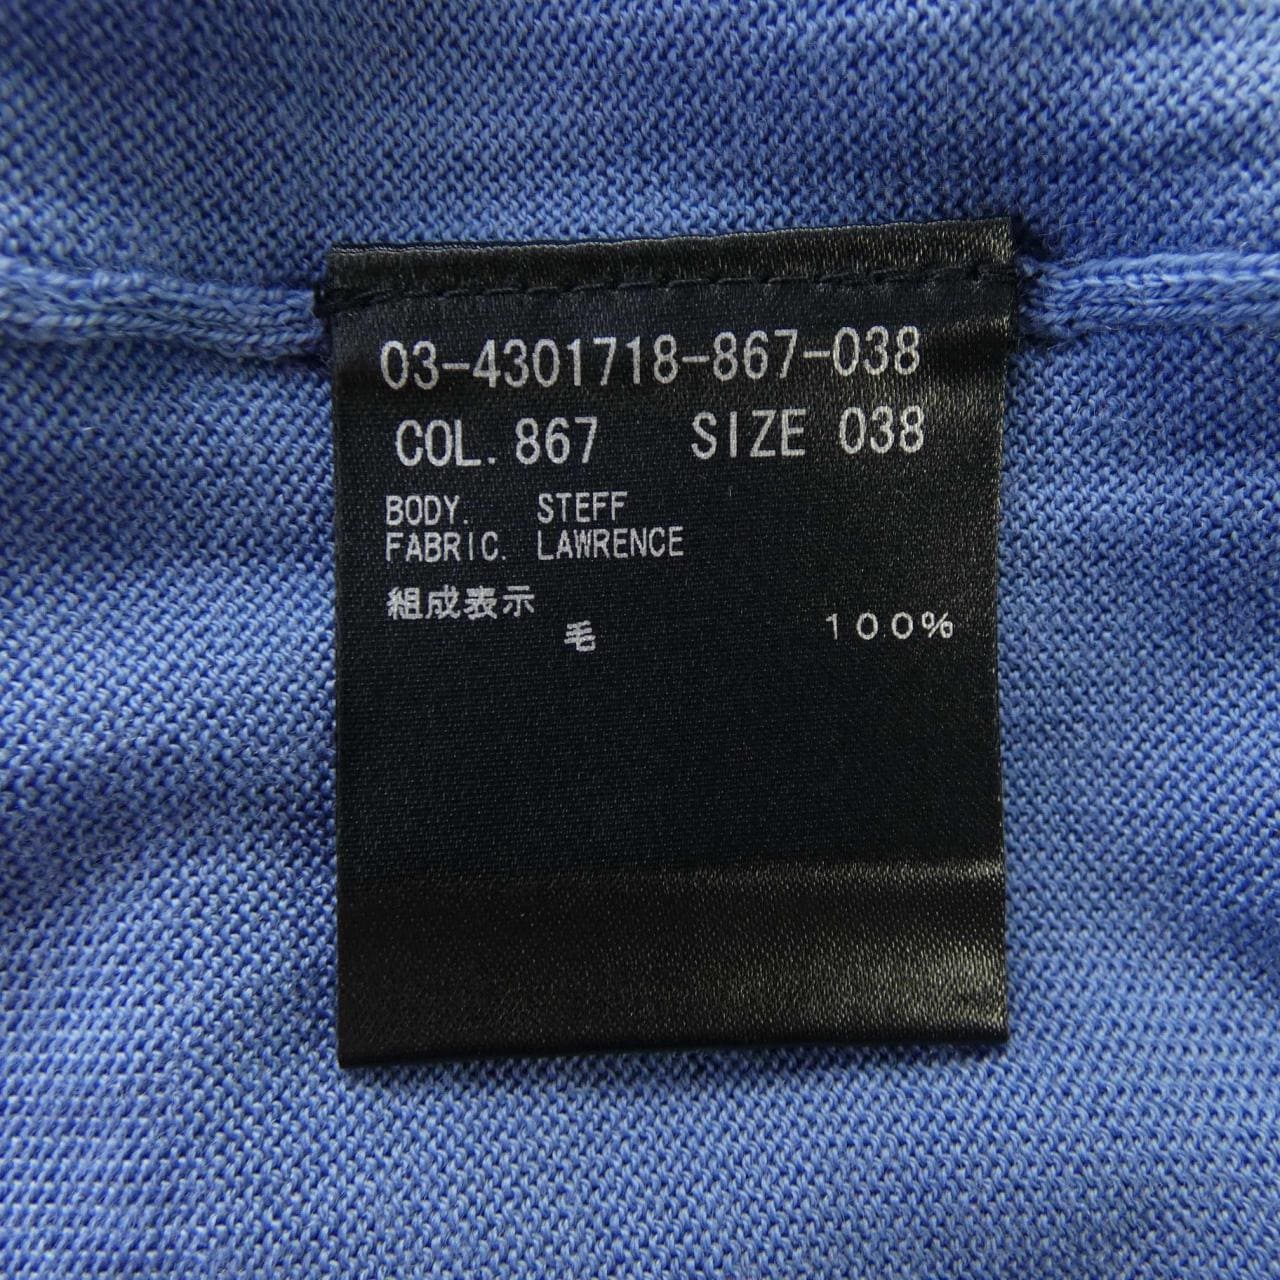 03-4301718-867-038
COL. 867 SIZE 038
BODY. STEFF
FABRIC. LAWRENCE
組成表示
毛 100%